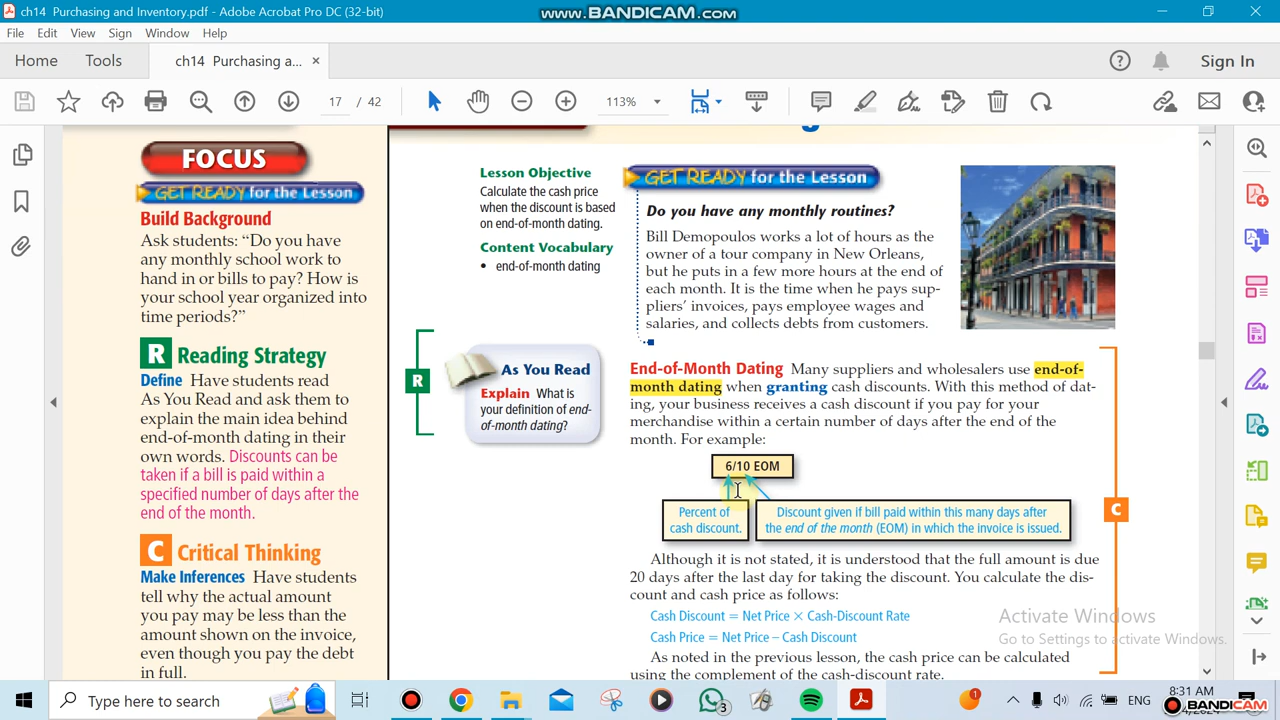 ch14 Purchasing and Inventory.pdf - Adobe Acrobat Pro DC (32-bit)
www.BANDICAM.com
File Edit View Sign Window Help
Home Tools ch14 Purchasing a... × Sign In
17 / 42 113%
FOCUS
GET READY for the Lesson
Build Background
Ask students: “Do you have
any monthly school work to
hand in or bills to pay? How is
your school year organized into
time periods?”
R Reading Strategy
Define Have students read
As You Read and ask them to
explain the main idea behind
end-of-month dating in their
own words. Discounts can be
taken if a bill is paid within a
specified number of days after the
end of the month.
C Critical Thinking
Make Inferences Have students
tell why the actual amount
you pay may be less than the
amount shown on the invoice,
even though you pay the debt
in full.
Lesson Objective
Calculate the cash price
when the discount is based
on end-of-month dating.
Content Vocabulary
• end-of-month dating
R
As You Read
Explain What is
your definition of end-
of-month dating?
GET READY for the Lesson
Do you have any monthly routines?
Bill Demopoulos works a lot of hours as the
owner of a tour company in New Orleans,
but he puts in a few more hours at the end of
each month. It is the time when he pays sup-
pliers’ invoices, pays employee wages and
salaries, and collects debts from customers.
End-of-Month Dating Many suppliers and wholesalers use end-of-
month dating when granting cash discounts. With this method of dat-
ing, your business receives a cash discount if you pay for your
merchandise within a certain number of days after the end of the
month. For example:
6/10 EOM
Percent of
cash discount.
Discount given if bill paid within this many days after
the end of the month (EOM) in which the invoice is issued.
C
Although it is not stated, it is understood that the full amount is due
20 days after the last day for taking the discount. You calculate the dis-
count and cash price as follows:
Cash Discount = Net Price × Cash-Discount Rate
Cash Price = Net Price – Cash Discount
As noted in the previous lesson, the cash price can be calculated
using the complement of the cash-discount rate.
Activate Windows
Go to Settings to activate Windows.
Type here to search
3
1
ENG
8:31 AM
BANDICAM